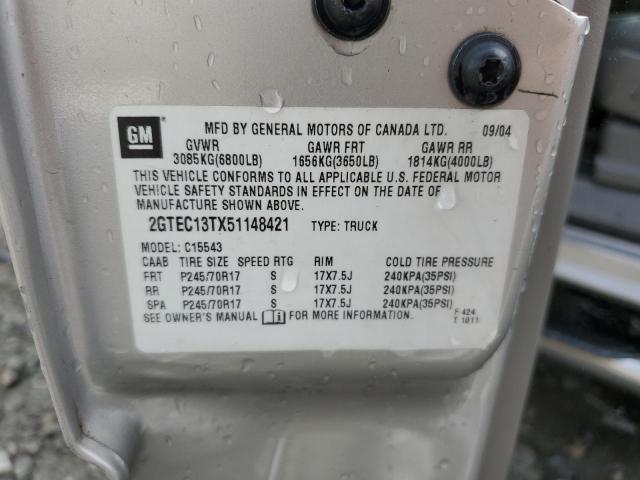 GM
MFD BY GENERAL MOTORS OF CANADA LTD. 09/04
GVWR GAWR FRT GAWR RR
3085KG(6800LB) 1656KG(3650LB) 1814KG(4000LB)
THIS VEHICLE CONFORMS TO ALL APPLICABLE U.S. FEDERAL MOTOR
VEHICLE SAFETY STANDARDS IN EFFECT ON THE DATE OF
MANUFACTURE SHOWN ABOVE.
2GTEC13TX51148421 TYPE: TRUCK
MODEL: C15543
CAAB TIRE SIZE SPEED RTG RIM COLD TIRE PRESSURE
FRT P245/70R17 S 17X7.5J 240KPA(35PSI)
RR P245/70R17 S 17X7.5J 240KPA(35PSI)
SPA P245/70R17 S 17X7.5J 240KPA(35PSI)
SEE OWNER'S MANUAL FOR MORE INFORMATION
F 424
T 1011